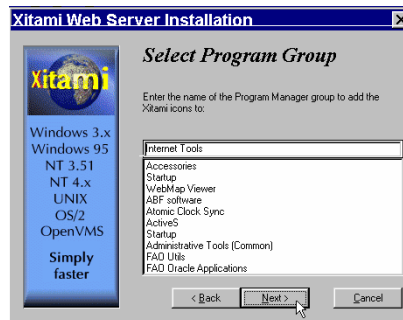 Xitami Web Server Installation
Xitami
Windows 3.x
Windows 95
NT 3.51
NT 4.x
UNIX
OS/2
OpenVMS
Simply
faster
Select Program Group
Enter the name of the Program Manager group to add the
Xitami icons to:
Internet Tools
Accessories
Startup
WebMap Viewer
ABF software
Atomic Clock Sync
ActiveS
Startup
Administrative Tools (Common)
FAO Utils
FAO Oracle Applications
< Back
Next >
Cancel